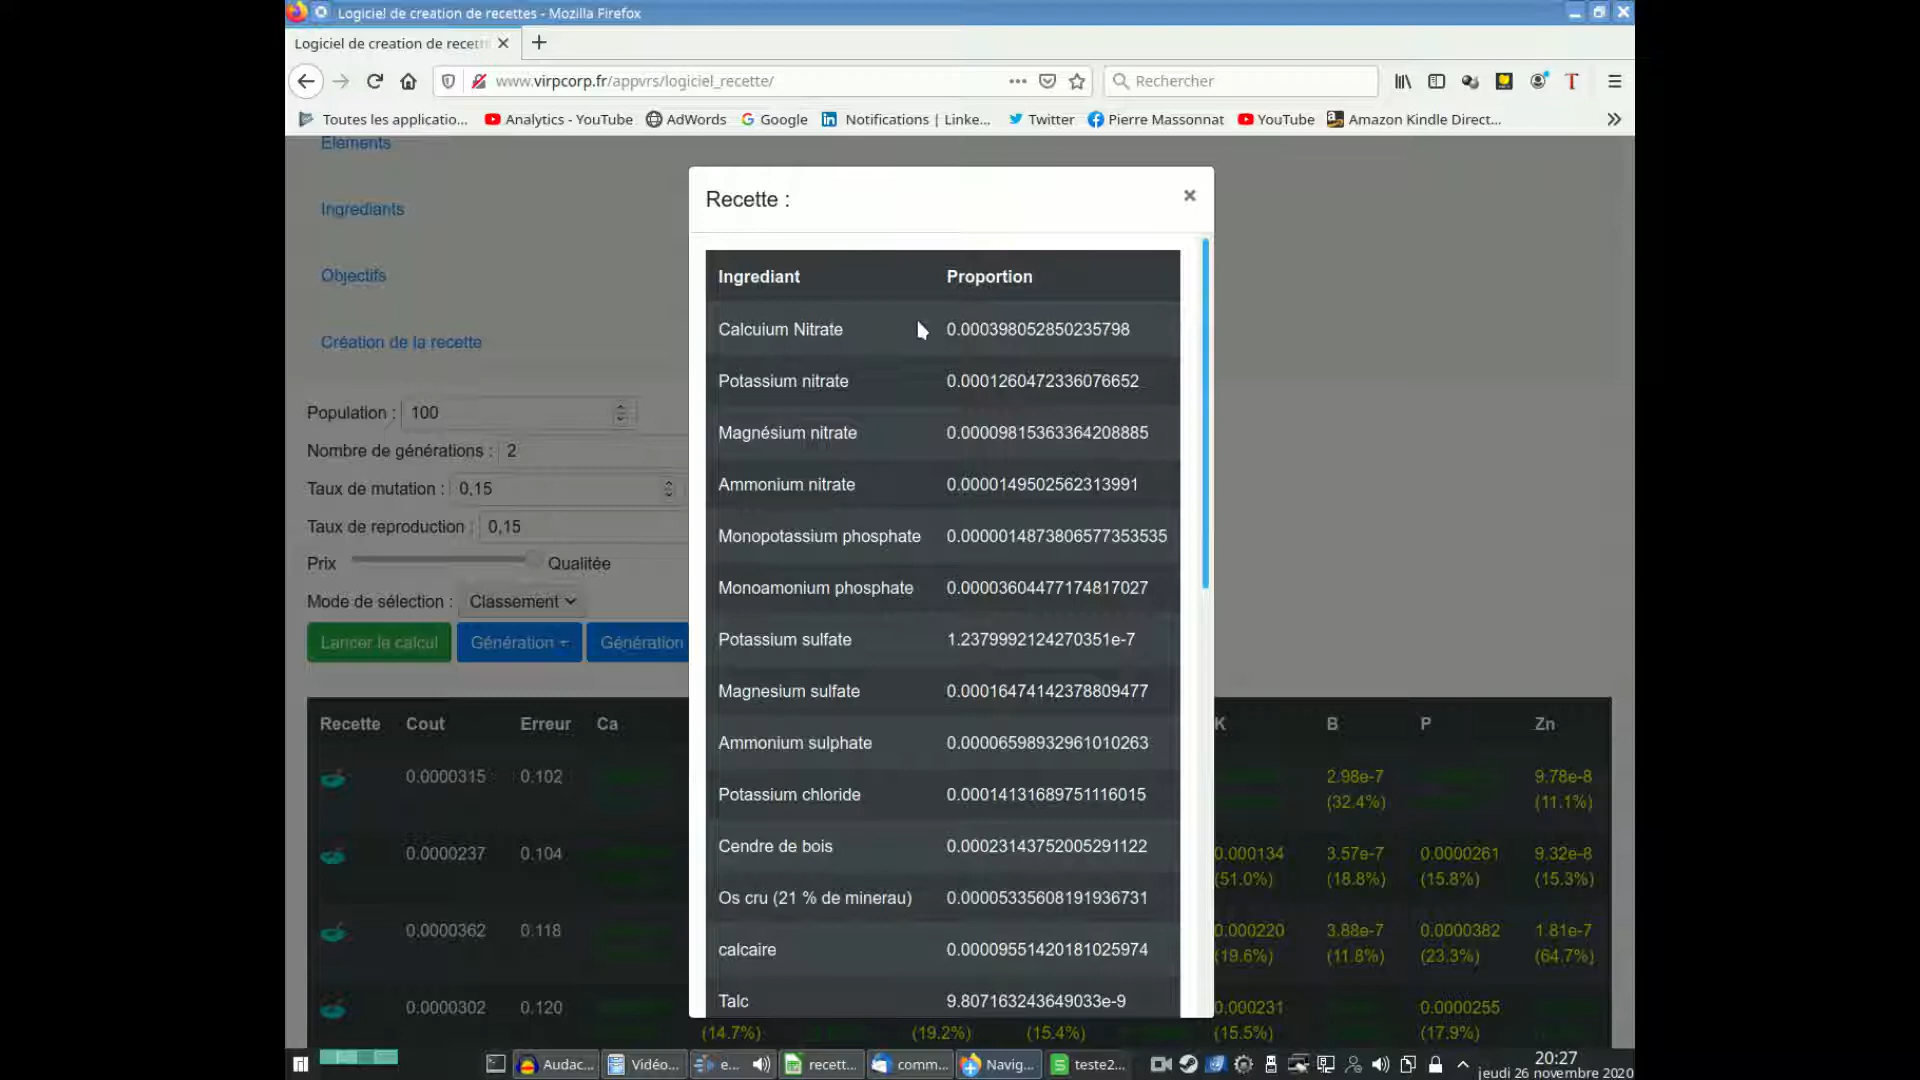 Logiciel de creation de recettes - Mozilla Firefox
Logiciel de creation de recett
www.virpcorp.fr/appvrs/logiciel_recette/
Rechercher
Toutes les applicatio... Analytics - YouTube AdWords Google Notifications | Linke... Twitter Pierre Massonnat YouTube Amazon Kindle Direct...
Elements
Ingrediants
Objectifs
Création de la recette
Population : 100
Nombre de générations : 2
Taux de mutation : 0,15
Taux de reproduction : 0,15
Prix Qualitée
Mode de sélection : Classement
Lancer le calcul Génération - Génération
Recette :
×
Ingrediant Proportion
Calcuium Nitrate 0.000398052850235798
Potassium nitrate 0.0001260472336076652
Magnésium nitrate 0.00009815363364208885
Ammonium nitrate 0.0000149502562313991
Monopotassium phosphate 0.0000014873806577353535
Monoamonium phosphate 0.00003604477174817027
Potassium sulfate 1.2379992124270351e-7
Magnesium sulfate 0.00016474142378809477
Ammonium sulphate 0.00006598932961010263
Potassium chloride 0.00014131689751116015
Cendre de bois 0.00023143752005291122
Os cru (21 % de minerau) 0.00005335608191936731
calcaire 0.00009551420181025974
Talc 9.807163243649033e-9
Recette Cout Erreur Ca K B P Zn
0.0000315 0.102 2.98e-7 9.78e-8
(32.4%) (11.1%)
0.0000237 0.104 0.000134 3.57e-7 0.0000261 9.32e-8
(51.0%) (18.8%) (15.8%) (15.3%)
0.0000362 0.118 0.000220 3.88e-7 0.0000382 1.81e-7
(19.6%) (11.8%) (23.3%) (64.7%)
0.0000302 0.120 0.000231 0.0000255
(14.7%) (19.2%) (15.4%) (15.5%) (17.9%)
Audac... Vidéo... e... recett... comm... Navig... teste2...
20:27
jeudi 26 novembre 2020